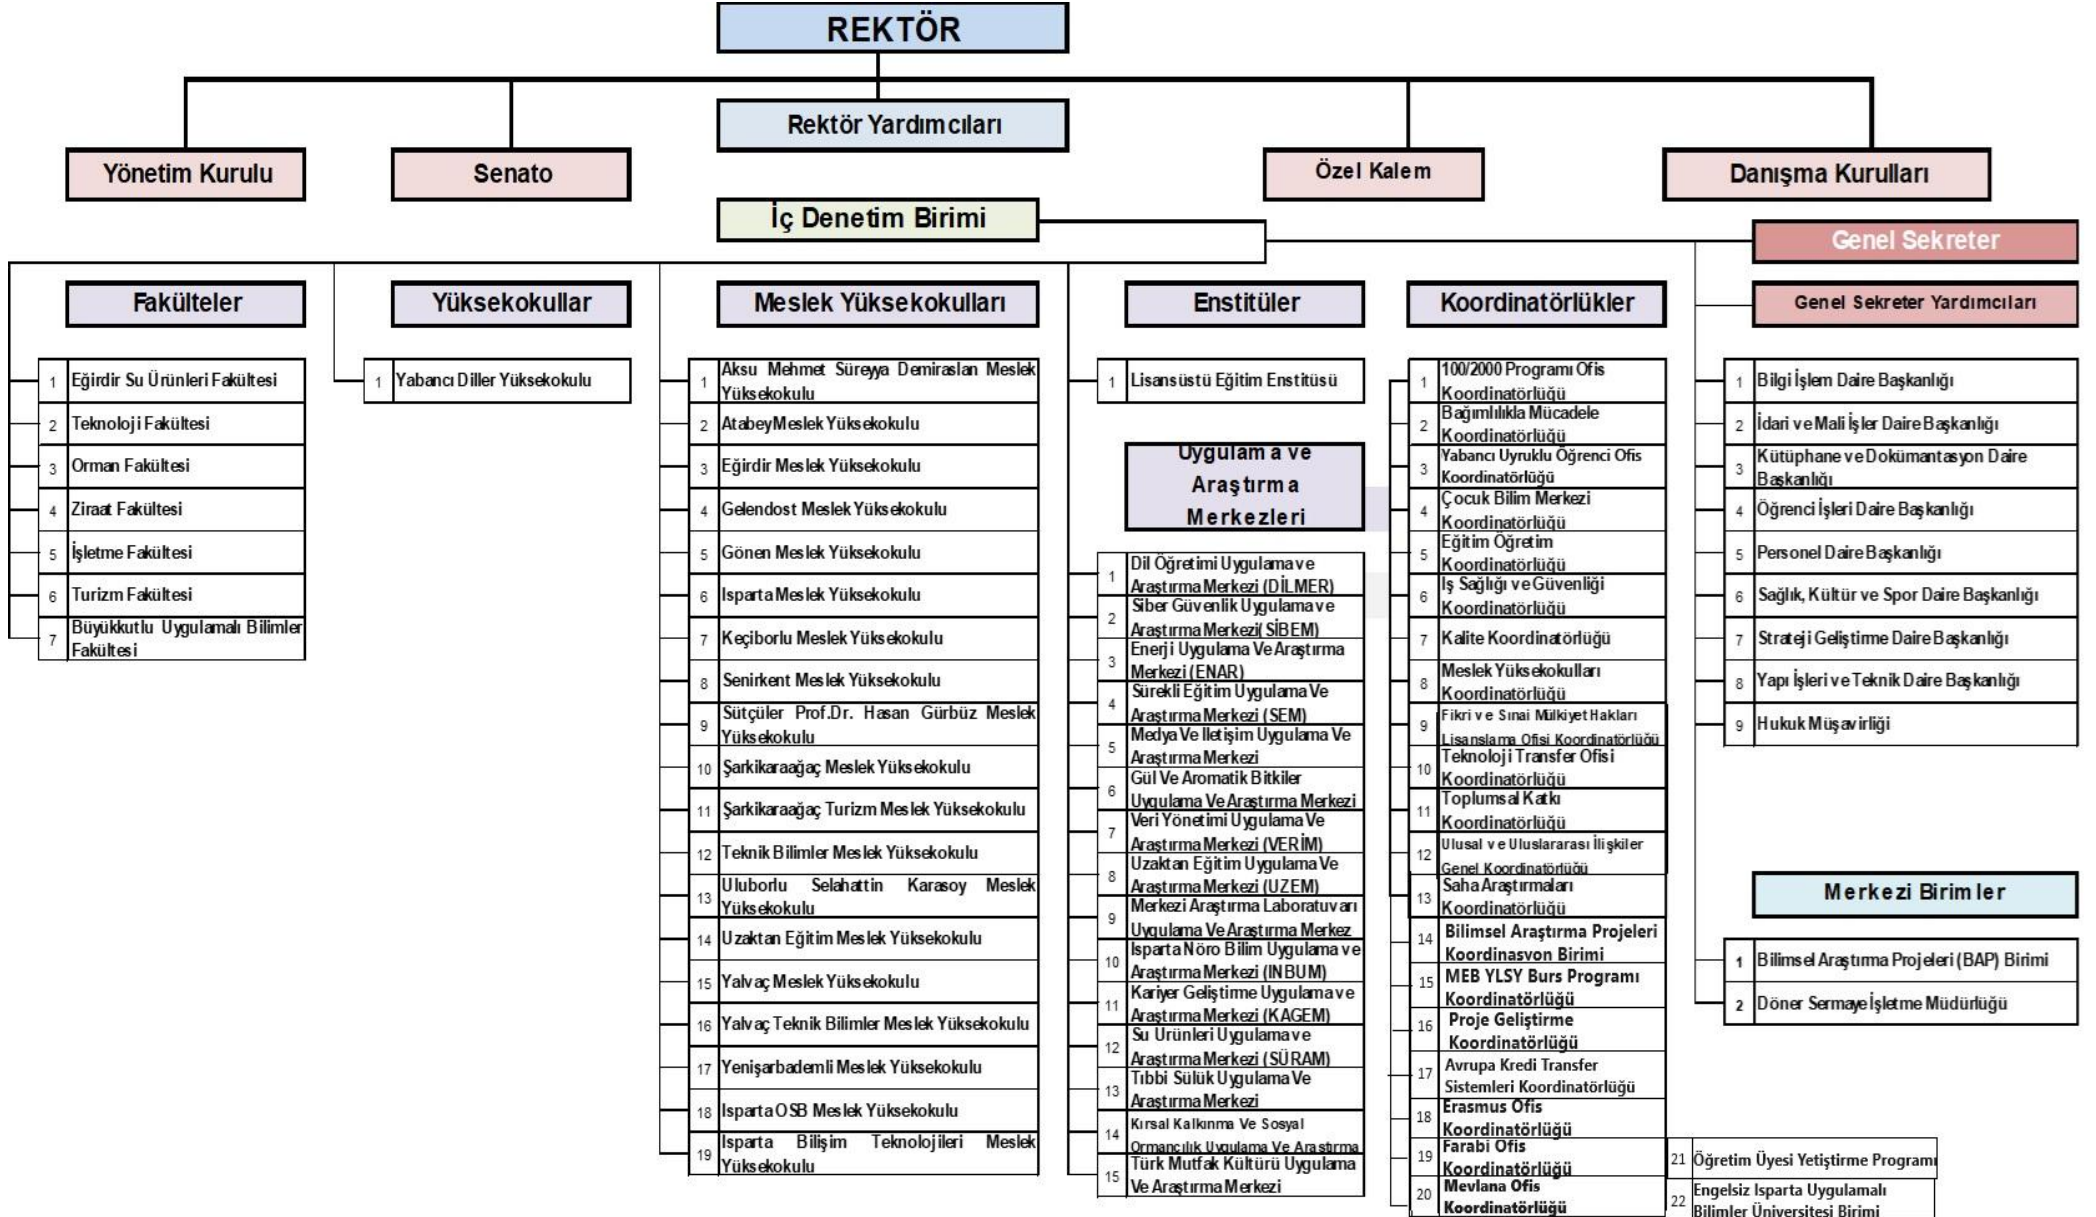 REKTÖR
Rektör Yardımcıları
Yönetim Kurulu
Senato
Özel Kalem
Danışma Kurulları
İç Denetim Birimi
Genel Sekreter
Genel Sekreter Yardımcıları
Fakülteler
1 Eğirdir Su Ürünleri Fakültesi
2 Teknoloji Fakültesi
3 Orman Fakültesi
4 Ziraat Fakültesi
5 İşletme Fakültesi
6 Turizm Fakültesi
7 Büyükkutlu Uygulamalı Bilimler
Fakültesi
Yüksekokullar
1 Yabancı Diller Yüksekokulu
Meslek Yüksekokulları
1 Aksu Mehmet Süreyya Demiraslan Meslek
Yüksekokulu
2 Atabey Meslek Yüksekokulu
3 Eğirdir Meslek Yüksekokulu
4 Gelendost Meslek Yüksekokulu
5 Gönen Meslek Yüksekokulu
6 Isparta Meslek Yüksekokulu
7 Keçiborlu Meslek Yüksekokulu
8 Senirkent Meslek Yüksekokulu
9 Sütçüler Prof.Dr. Hasan Gürbüz Meslek
Yüksekokulu
10 Şarkikaraağaç Meslek Yüksekokulu
11 Şarkikaraağaç Turizm Meslek Yüksekokulu
12 Teknik Bilimler Meslek Yüksekokulu
13 Uluborlu Selahattin Karasoy Meslek
Yüksekokulu
14 Uzaktan Eğitim Meslek Yüksekokulu
15 Yalvaç Meslek Yüksekokulu
16 Yalvaç Teknik Bilimler Meslek Yüksekokulu
17 Yenişarbademli Meslek Yüksekokulu
18 Isparta OSB Meslek Yüksekokulu
19 Isparta Bilişim Teknolojileri Meslek
Yüksekokulu
Enstitüler
1 Lisansüstü Eğitim Enstitüsü
Uygulama ve
Araştırma
Merkezleri
1 Dil Öğretimi Uygulama ve
Araştırma Merkezi (DİLMER)
2 Siber Güvenlik Uygulama ve
Araştırma Merkezi( SİBEM)
3 Enerji Uygulama Ve Araştırma
Merkezi (ENAR)
4 Sürekli Eğitim Uygulama Ve
Araştırma Merkezi (SEM)
5 Medya Ve Iletişim Uygulama Ve
Araştırma Merkezi
6 Gül Ve Aromatik Bitkiler
Uygulama Ve Araştırma Merkezi
7 Veri Yönetimi Uygulama Ve
Araştırma Merkezi (VERİM)
8 Uzaktan Eğitim Uygulama Ve
Araştırma Merkezi (UZEM)
9 Merkezi Araştırma Laboratuvarı
Uygulama Ve Araştırma Merkez
10 Isparta Nöro Bilim Uygulama ve
Araştırma Merkezi (INBUM)
11 Kariyer Geliştirme Uygulama ve
Araştırma Merkezi (KAGEM)
12 Su Urünleri Uygulama ve
Araştırma Merkezi (SÜRAM)
13 Tıbbi Sülük Uygulama Ve
Araştırma Merkezi
14 Kırsal Kalkınma Ve Sosyal
Ormancılık Uygulama Ve Araştırma
15 Türk Mutfak Kültürü Uygulama
Ve Araştırma Merkezi
Koordinatörlükler
1 100/2000 Programı Ofis
Koordinatörlüğü
2 Bağımlılıkla Mücadele
Koordinatörlüğü
3 Yabancı Uyruklu Öğrenci Ofis
Koordinatörlüğü
4 Çocuk Bilim Merkezi
Koordinatörlüğü
5 Eğitim Öğretim
Koordinatörlüğü
6 Iş Sağlığı ve Güvenliği
Koordinatörlüğü
7 Kalite Koordinatörlüğü
8 Meslek Yüksekokulları
Koordinatörlüğü
9 Fikri ve Sınai Mülkiyet Hakları
Lisanslama Ofisi Koordinatörlüğü
10 Teknoloji Transfer Ofisi
Koordinatörlüğü
11 Toplumsal Katkı
Koordinatörlüğü
12 Ulusal ve Uluslararası İlişkiler
Genel Koordinatörlüğü
13 Saha Araştırmaları
Koordinatörlüğü
14 Bilimsel Araştırma Projeleri
Koordinasyon Birimi
15 MEB YLSY Burs Programı
Koordinatörlüğü
16 Proje Geliştirme
Koordinatörlüğü
17 Avrupa Kredi Transfer
Sistemleri Koordinatörlüğü
18 Erasmus Ofis
Koordinatörlüğü
19 Farabi Ofis
Koordinatörlüğü
20 Mevlana Ofis
Koordinatörlüğü
21 Öğretim Üyesi Yetiştirme Programı
22 Engelsiz Isparta Uygulamalı
Bilimler Üniversitesi Birimi
1 Bilgi İşlem Daire Başkanlığı
2 İdari ve Mali İşler Daire Başkanlığı
3 Kütüphane ve Dokümantasyon Daire
Başkanlığı
4 Öğrenci İşleri Daire Başkanlığı
5 Personel Daire Başkanlığı
6 Sağlık, Kültür ve Spor Daire Başkanlığı
7 Strateji Geliştirme Daire Başkanlığı
8 Yapı İşleri ve Teknik Daire Başkanlığı
9 Hukuk Müşavirliği
Merkezi Birimler
1 Bilimsel Araştırma Projeleri (BAP) Birimi
2 Döner Sermaye İşletme Müdürlüğü